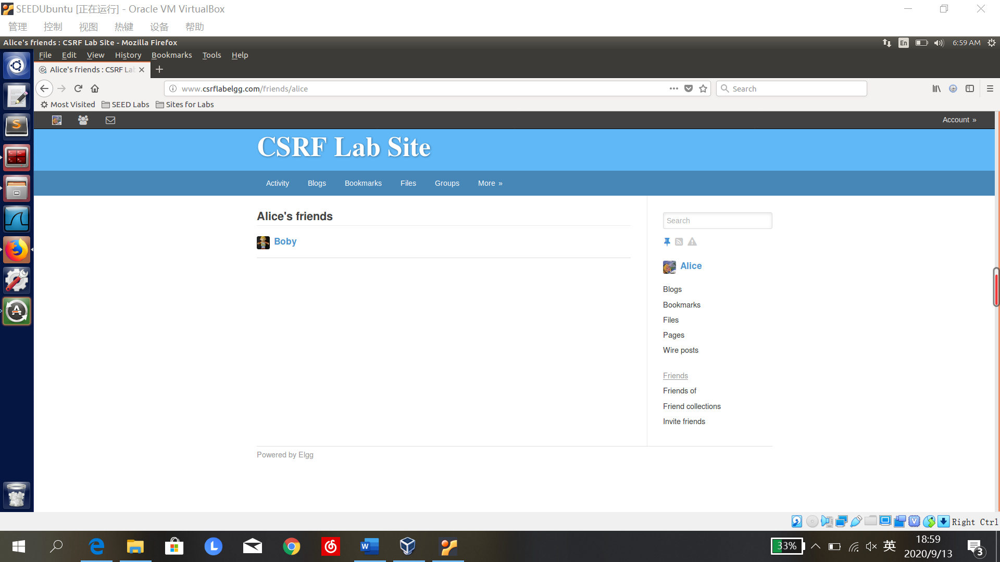 SEEDUbuntu [正在运行] - Oracle VM VirtualBox
管理 控制 视图 热键 设备 帮助
Alice's friends : CSRF Lab Site - Mozilla Firefox
En 6:59 AM
File Edit View History Bookmarks Tools Help
Alice's friends : CSRF Lab
www.csrflabelgg.com/friends/alice
Search
Most Visited SEED Labs Sites for Labs
Account »
CSRF Lab Site
Activity Blogs Bookmarks Files Groups More »
Alice's friends
Boby
Search
Alice
Blogs
Bookmarks
Files
Pages
Wire posts
Friends
Friends of
Friend collections
Invite friends
Powered by Elgg
Right Ctrl
33% 英 18:59
2020/9/13
3